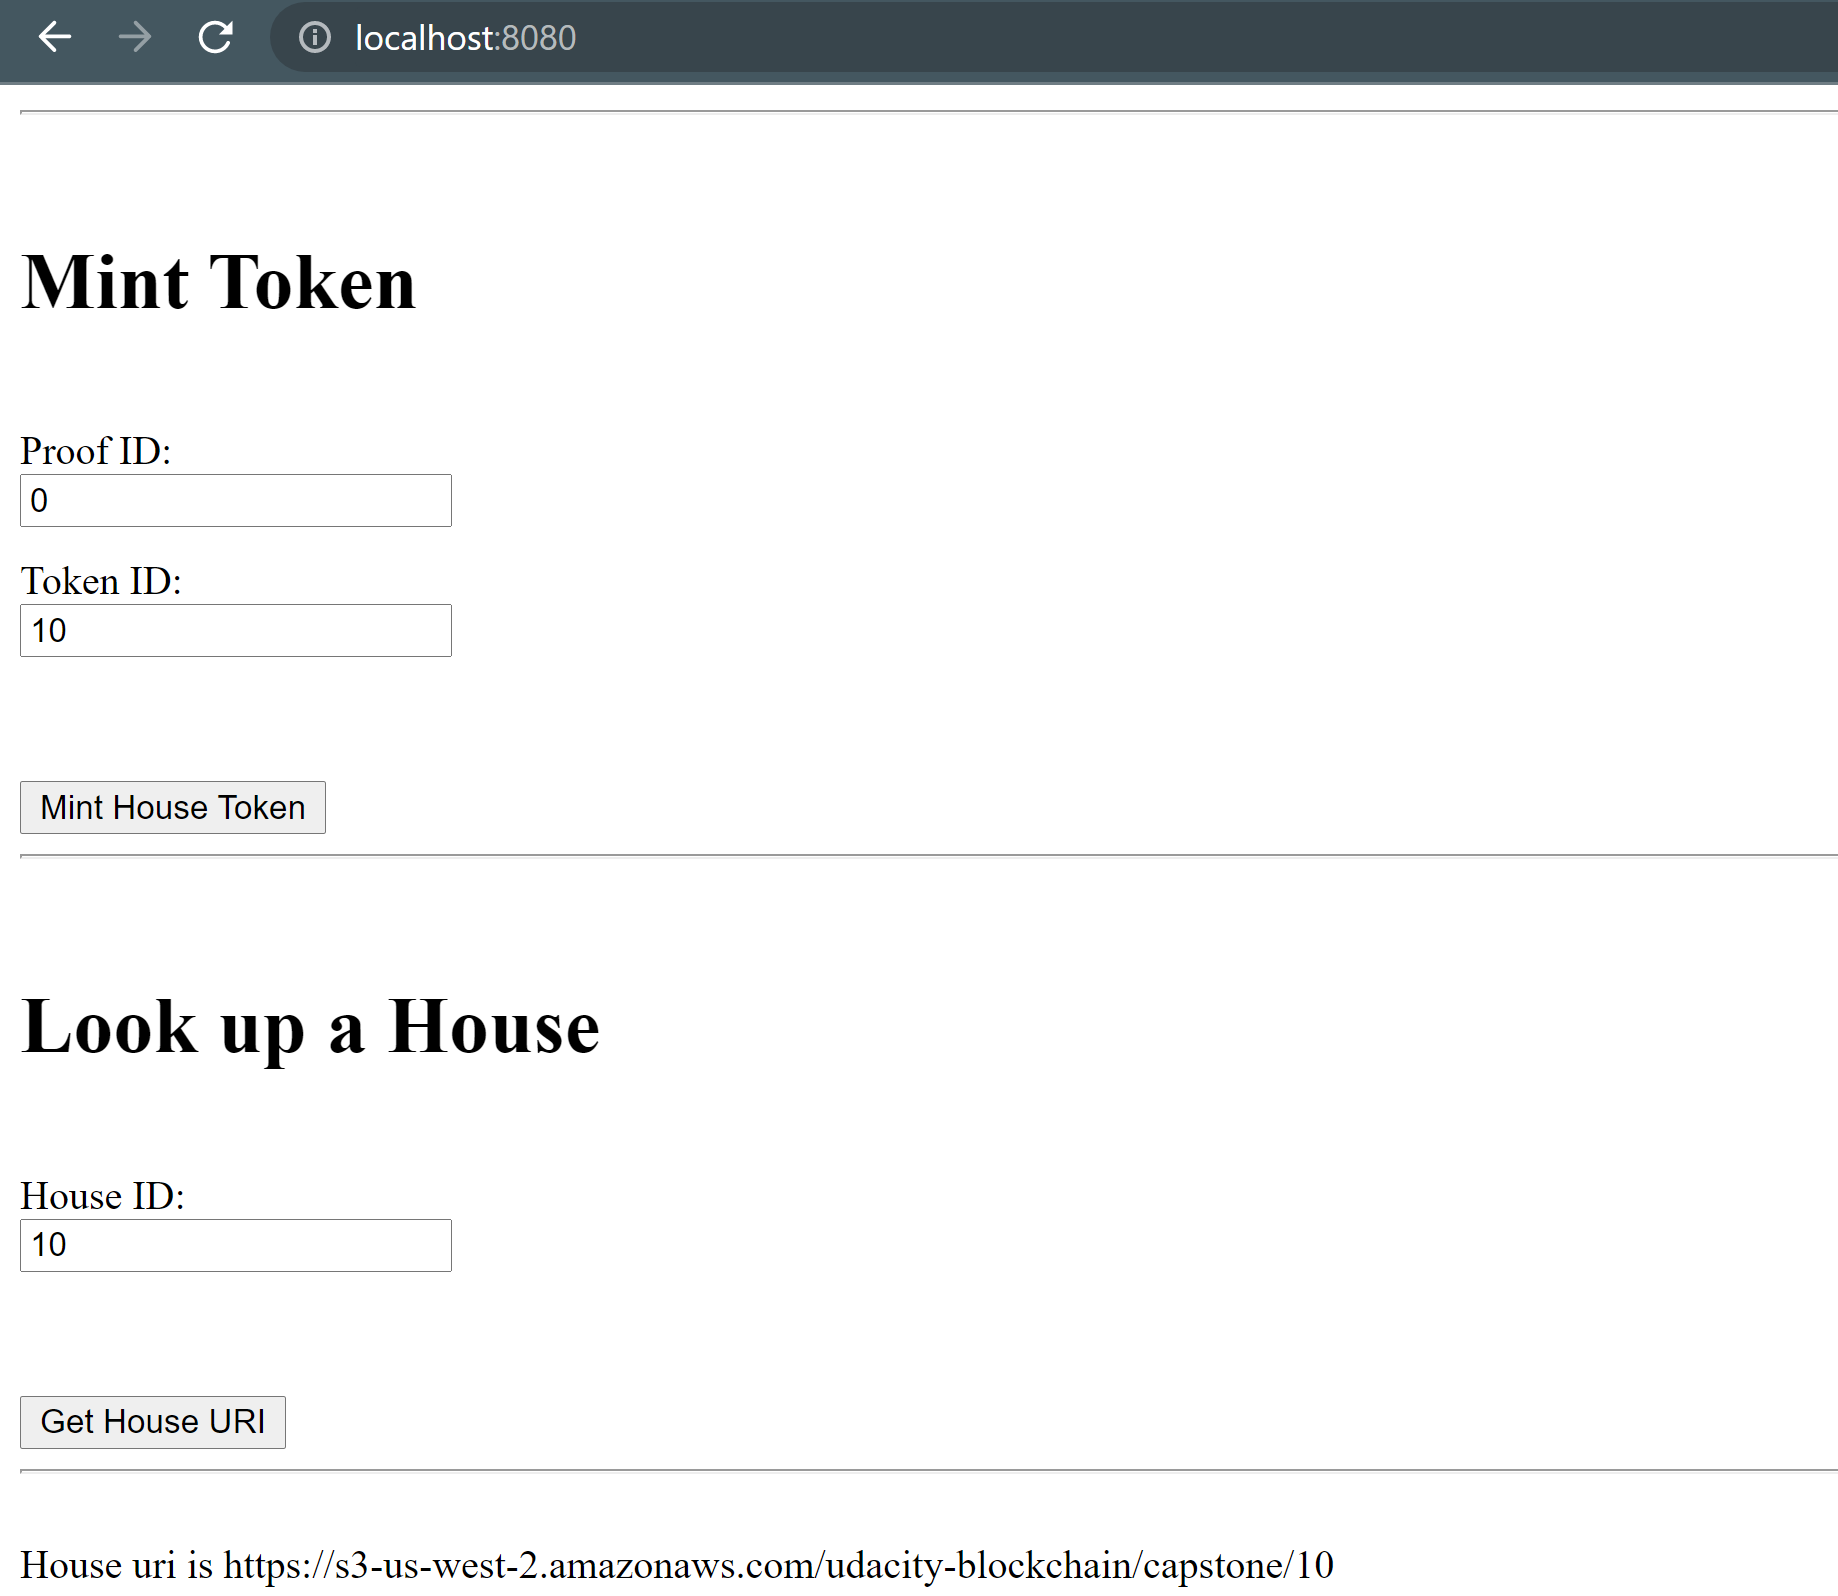 localhost:8080
Mint Token
Proof ID:
0
Token ID:
10
Mint House Token
Look up a House
House ID:
10
Get House URI
House uri is https://s3-us-west-2.amazonaws.com/udacity-blockchain/capstone/10